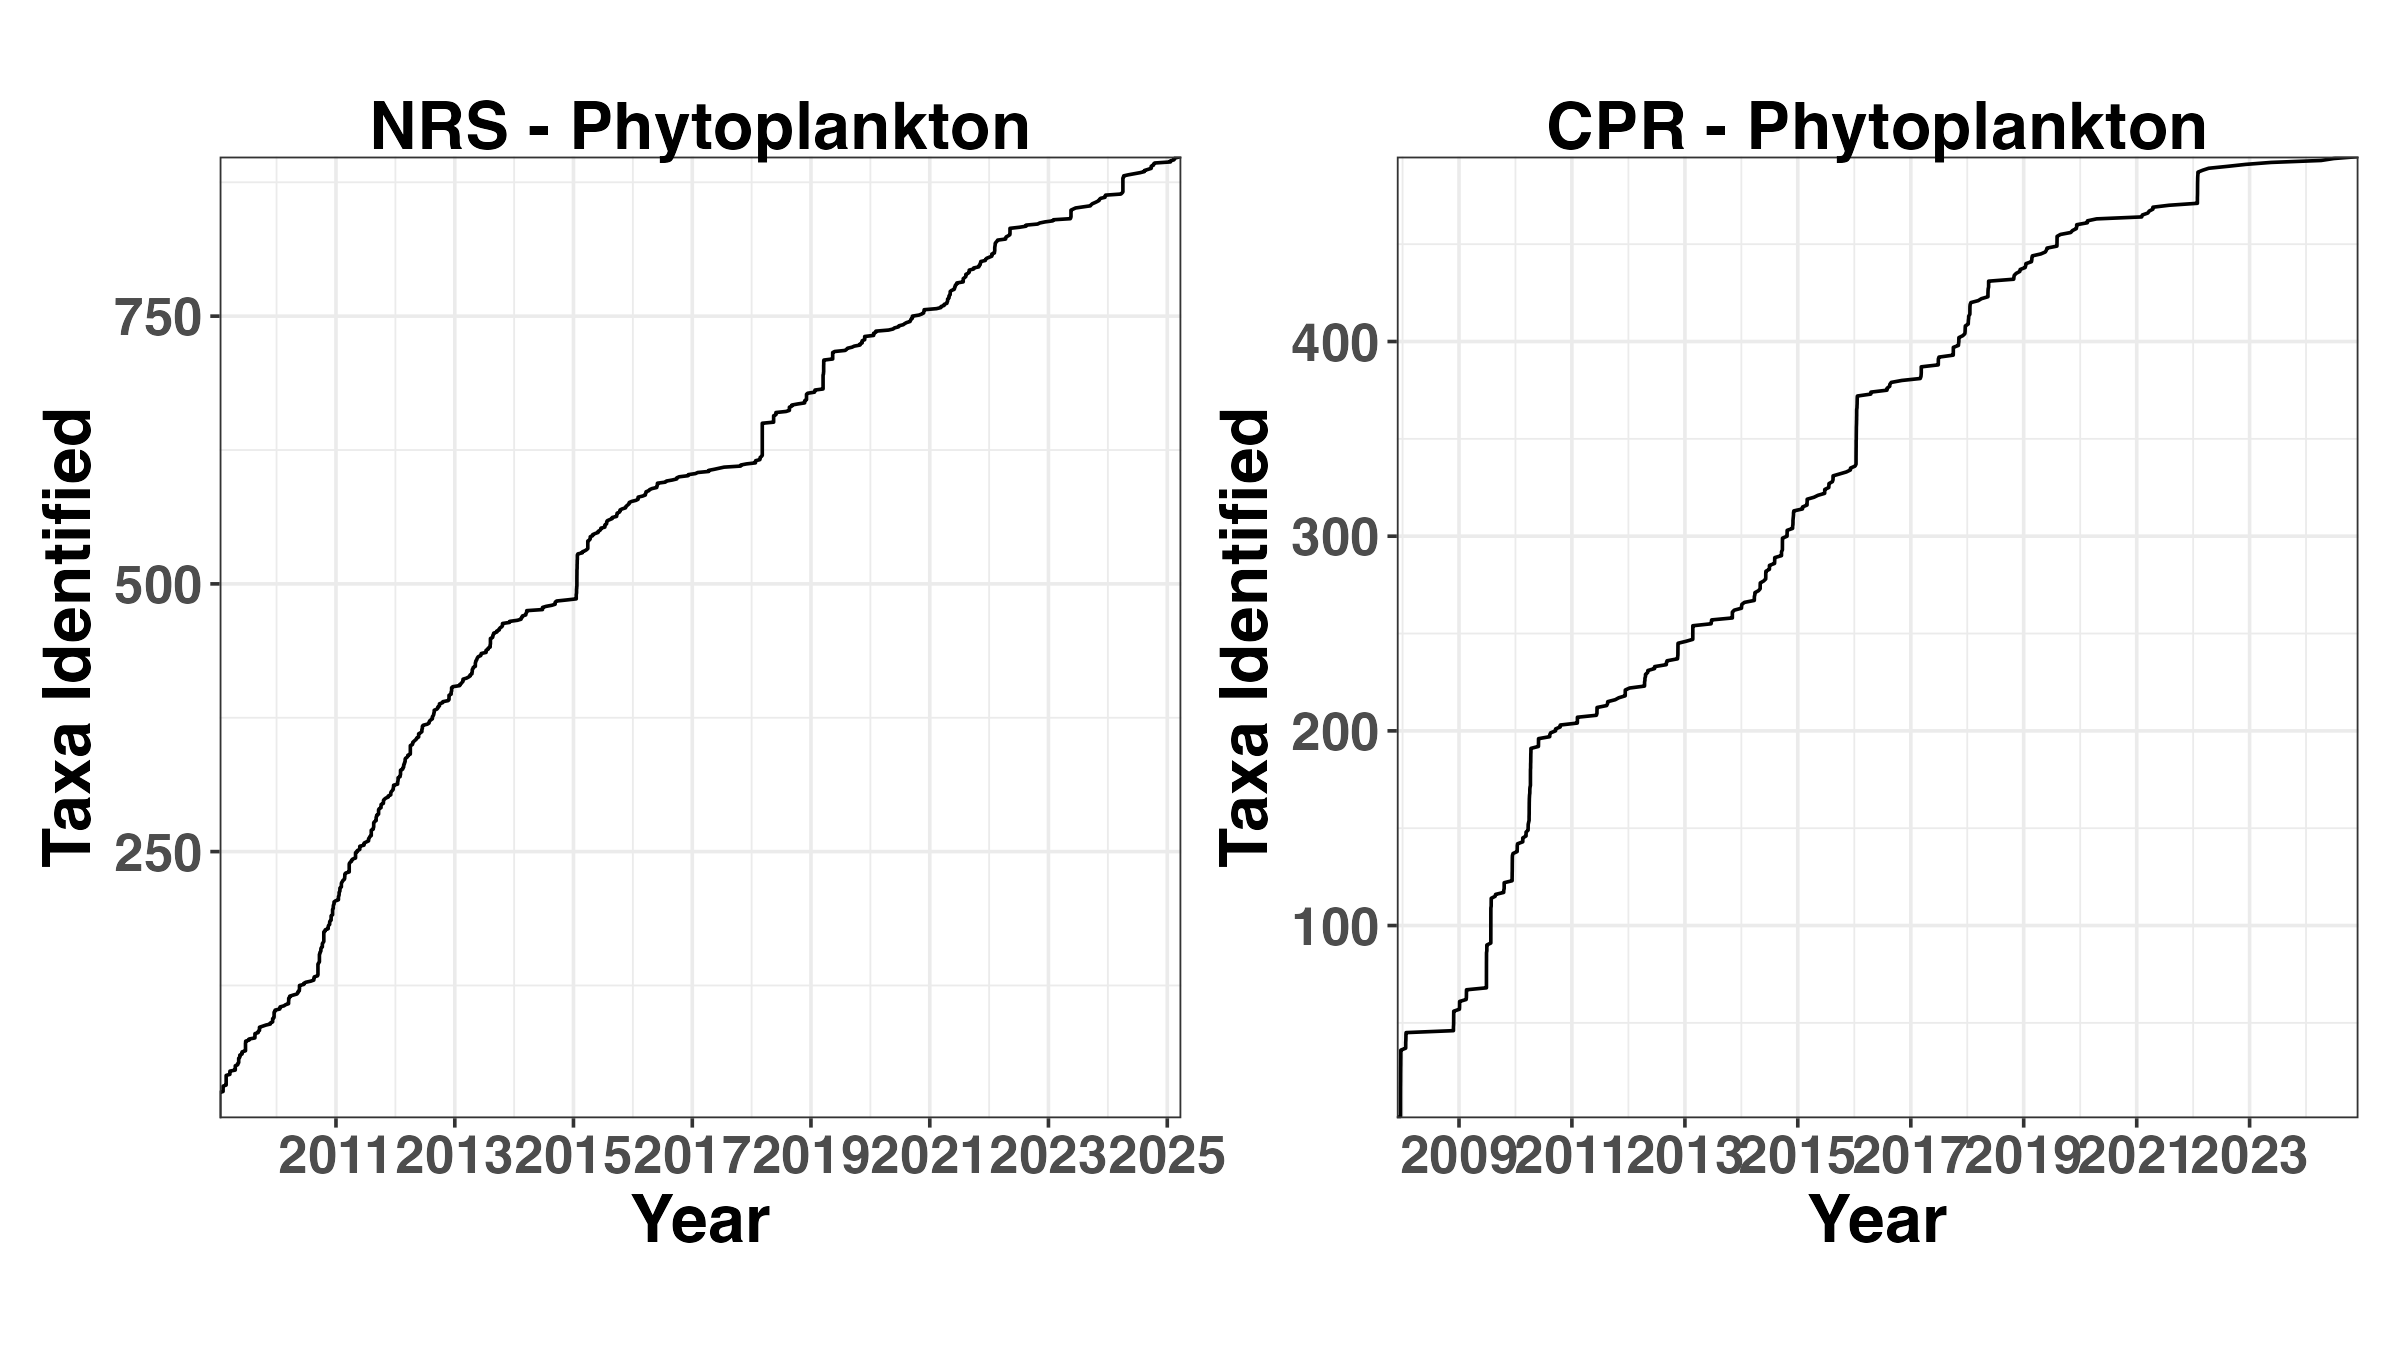 NRS - Phytoplankton
Taxa Identified
750
500
250
2011 2013 2015 2017 2019 2021 2023 2025
Year
CPR - Phytoplankton
Taxa Identified
400
300
200
100
2009 2011 2013 2015 2017 2019 2021 2023
Year